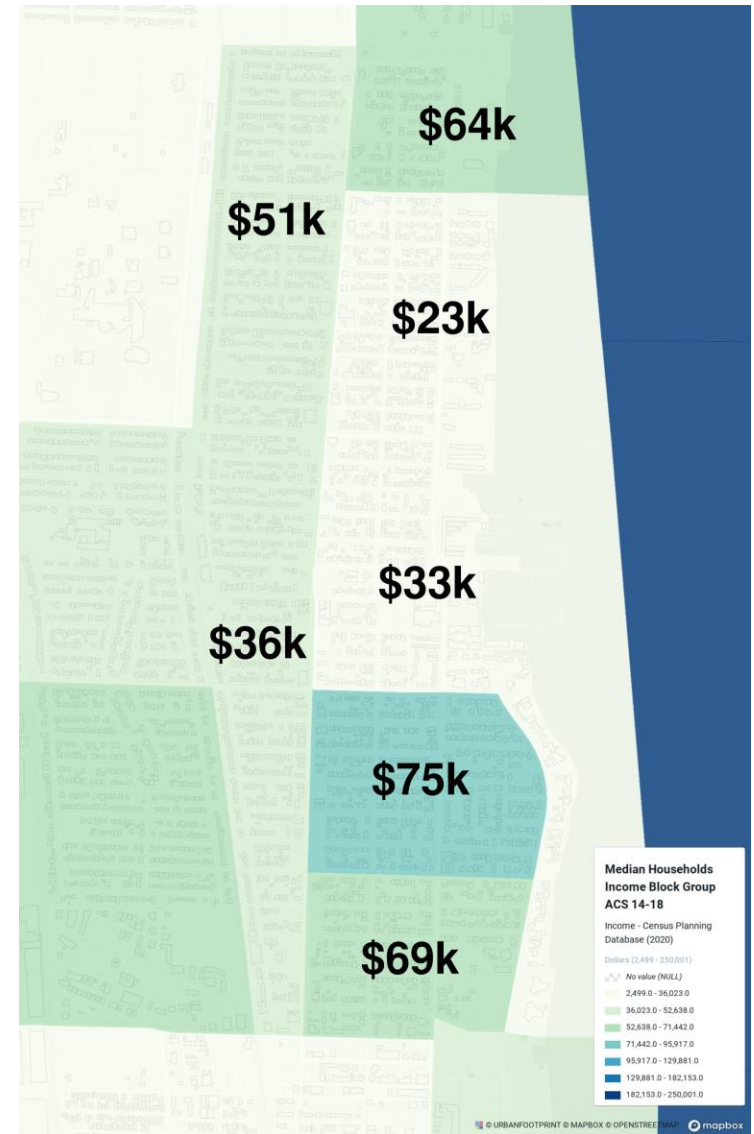 $64k
$51k
$23k
$33k
$36k
$75k
$69k
Median Households
Income Block Group
ACS 14-18
Income - Census Planning
Database (2020)
Dollars (2,499 - 250,001)
No value (NULL)
2,499.0 - 36,023.0
36,023.0 - 52,638.0
52,638.0 - 71,442.0
71,442.0 - 95,917.0
95,917.0 - 129,881.0
129,881.0 - 182,153.0
182,153.0 - 250,001.0
© URBANFOOTPRINT © MAPBOX © OPENSTREETMAP mapbox